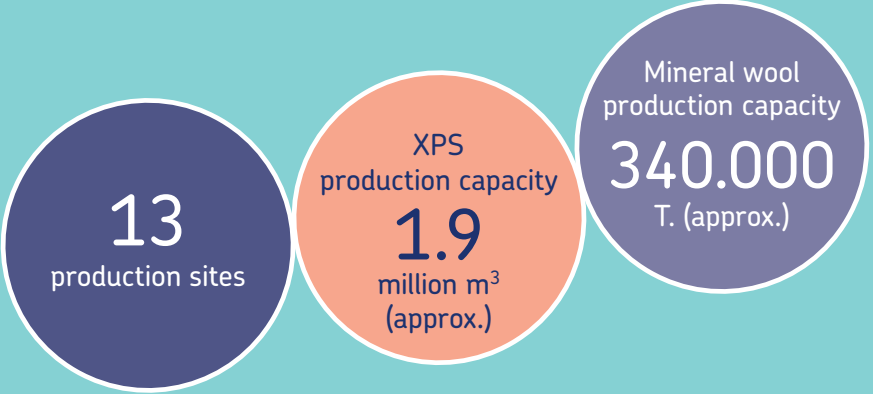 13
production sites
XPS
production capacity
1.9
million m³
(approx.)
Mineral wool
production capacity
340.000
T. (approx.)